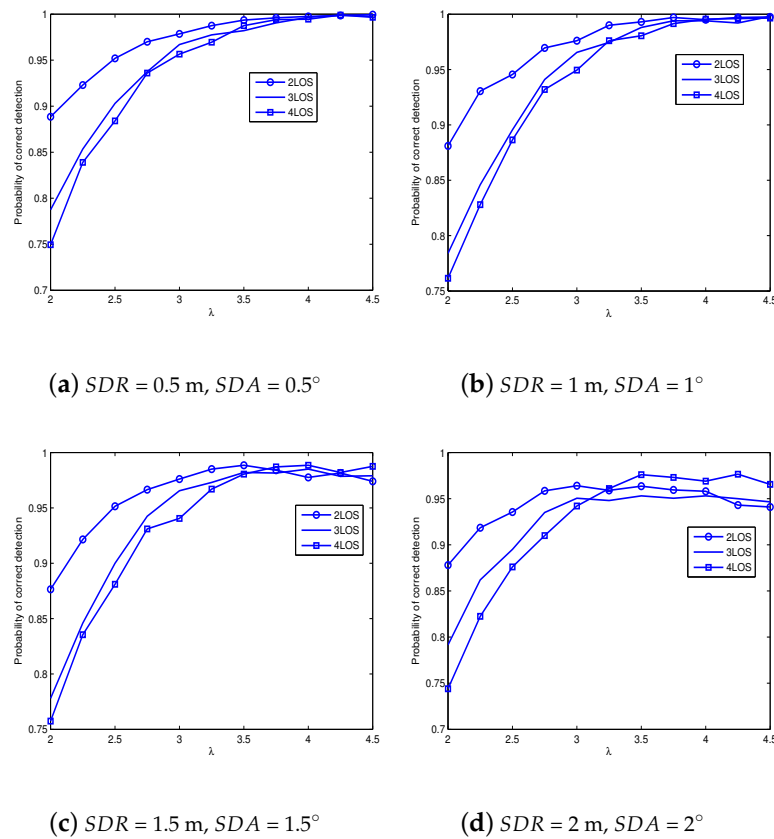 1
0.95
0.9
0.85
0.8
0.75
0.7
Probability of correct detection
2LOS
3LOS
4LOS
2 2.5 3 3.5 4 4.5
λ
(a) SDR = 0.5 m, SDA = 0.5°
1
0.95
0.9
0.85
0.8
0.75
Probability of correct detection
2LOS
3LOS
4LOS
2 2.5 3 3.5 4 4.5
λ
(b) SDR = 1 m, SDA = 1°
1
0.95
0.9
0.85
0.8
0.75
Probability of correct detection
2LOS
3LOS
4LOS
2 2.5 3 3.5 4 4.5
λ
(c) SDR = 1.5 m, SDA = 1.5°
1
0.95
0.9
0.85
0.8
0.75
0.7
Probability of correct detection
2LOS
3LOS
4LOS
2 2.5 3 3.5 4 4.5
λ
(d) SDR = 2 m, SDA = 2°